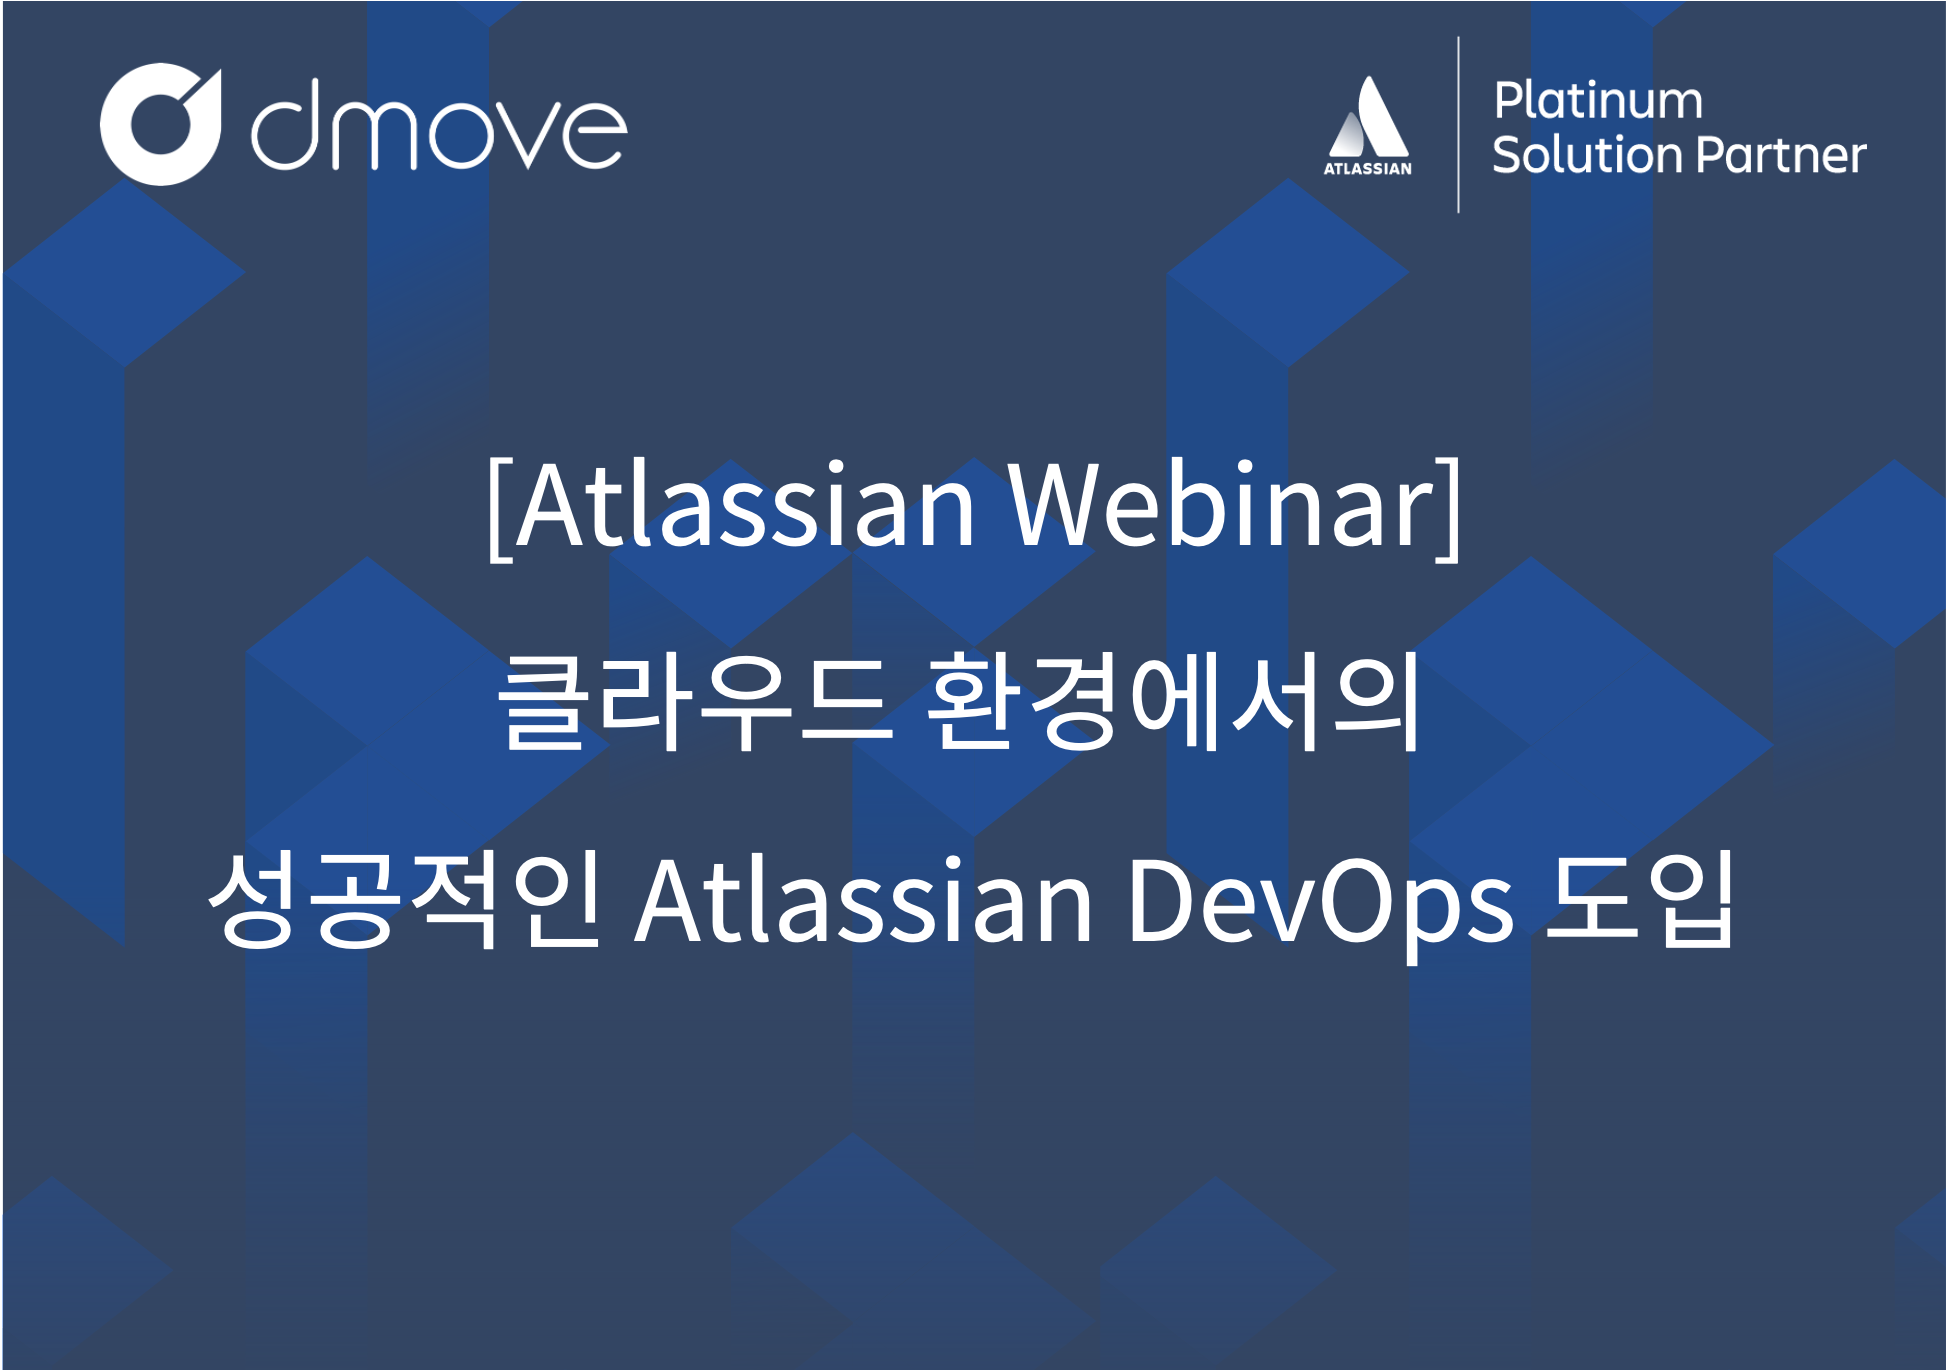 dmove
ATLASSIAN
Platinum
Solution Partner
[Atlassian Webinar]
클라우드 환경에서의
성공적인 Atlassian DevOps 도입